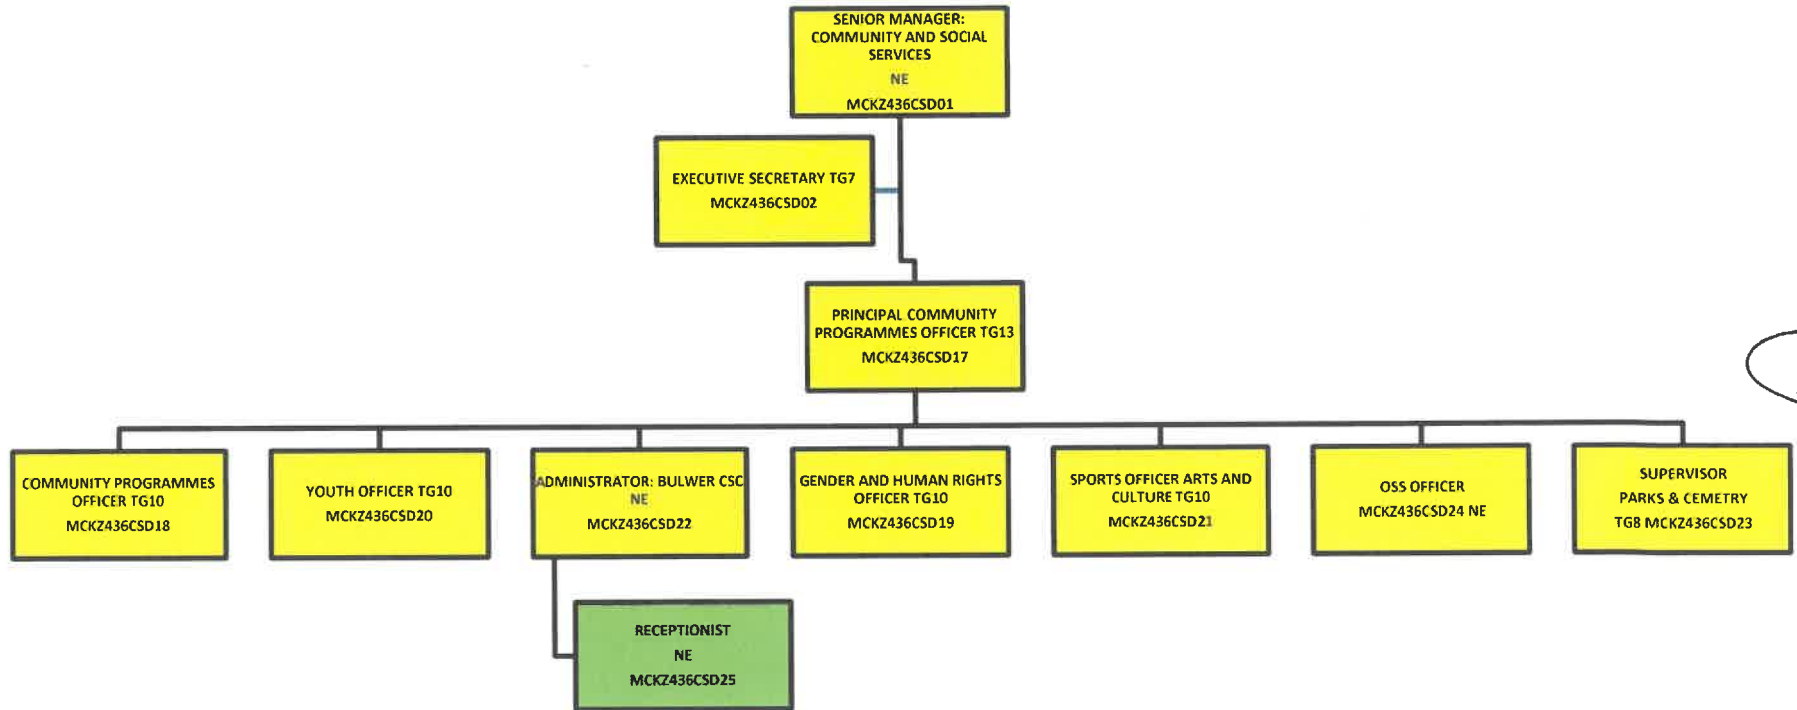 SENIOR MANAGER:
COMMUNITY AND SOCIAL
SERVICES
NE
MCKZ436CSD01
EXECUTIVE SECRETARY TG7
MCKZ436CSD02
PRINCIPAL COMMUNITY
PROGRAMMES OFFICER TG13
MCKZ436CSD17
COMMUNITY PROGRAMMES
OFFICER TG10
MCKZ436CSD18
YOUTH OFFICER TG10
MCKZ436CSD20
ADMINISTRATOR: BULWER CSC
NE
MCKZ436CSD22
GENDER AND HUMAN RIGHTS
OFFICER TG10
MCKZ436CSD19
SPORTS OFFICER ARTS AND
CULTURE TG10
MCKZ436CSD21
OSS OFFICER
MCKZ436CSD24 NE
SUPERVISOR
PARKS & CEMETRY
TG8 MCKZ436CSD23
RECEPTIONIST
NE
MCKZ436CSD25